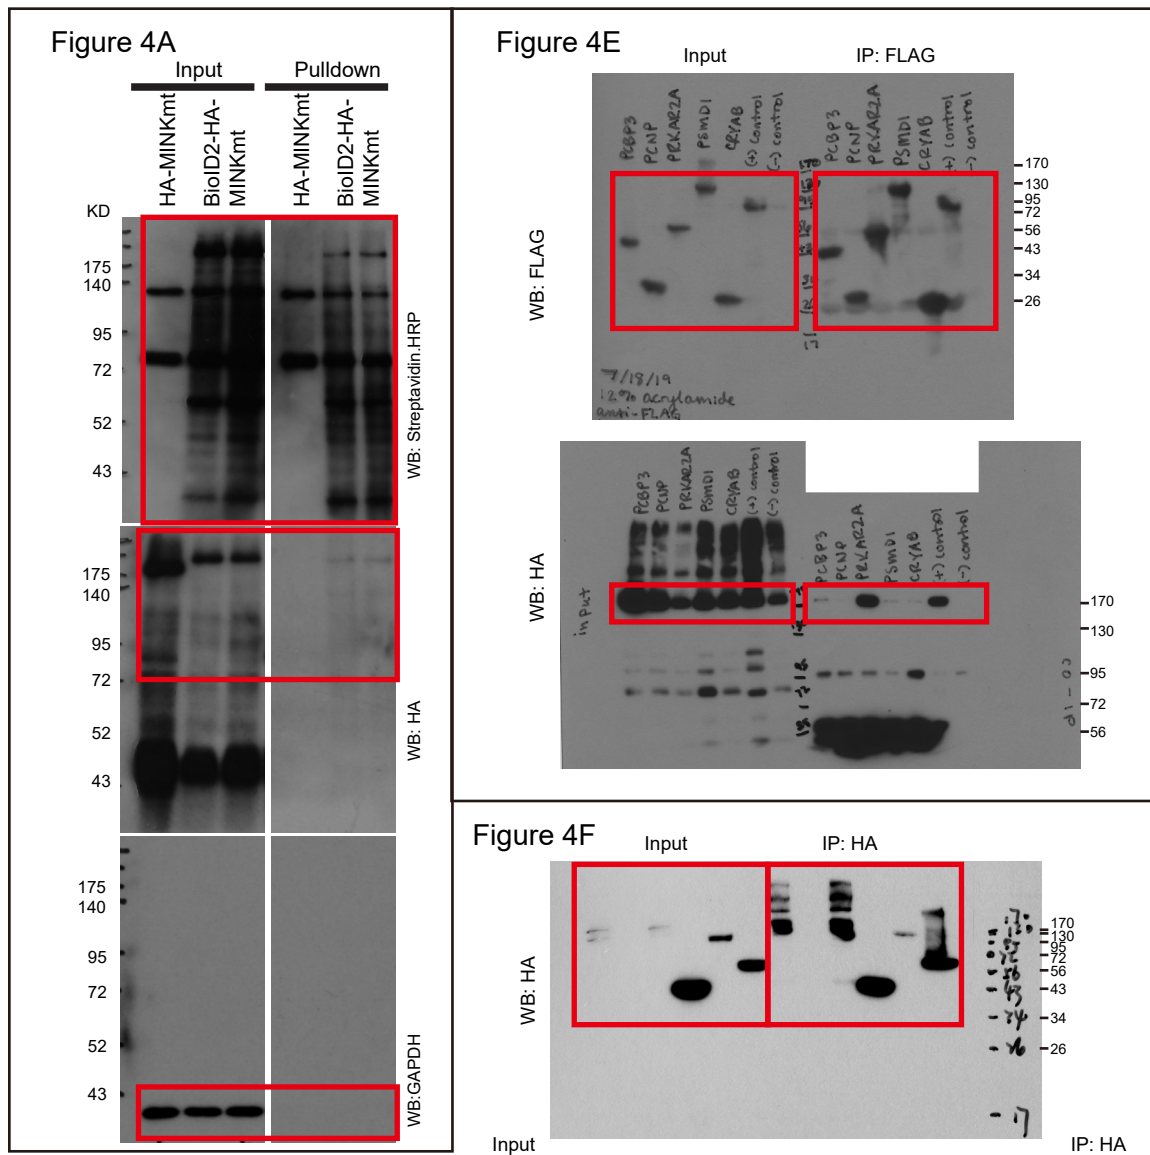 Figure 4A
Input
Pulldown
HA-MINKmt
BioID2-HA-
MINKmt
HA-MINKmt
BioID2-HA-
MINKmt
KD
175
140
95
72
52
43
WB: Streptavidin.HRP
175
140
95
72
52
43
WB: HA
175
140
95
72
52
43
WB:GAPDH
Figure 4E
Input
IP: FLAG
PCBP3
PCNP
PRKAR2A
PSMD1
CRYAB
(+) control
(-) control
PCBP3
PCNP
PRKAR2A
PSMD1
CRYAB
(+) control
(-) control
WB: FLAG
170
130
95
72
56
43
34
26
7/18/19
12% acrylamide
anti-FLAG
PCBP3
PCNP
PRKAR2A
PSMD1
CRYAB
(+) control
(-) control
PCBP3
PCNP
PRKAR2A
PSMD1
CRYAB
(+) control
(-) control
WB: HA
input
170
130
95
72
56
co-IP
Figure 4F
Input
IP: HA
WB: HA
170
130
95
72
56
43
34
26
43
34
26
17
Input
IP: HA